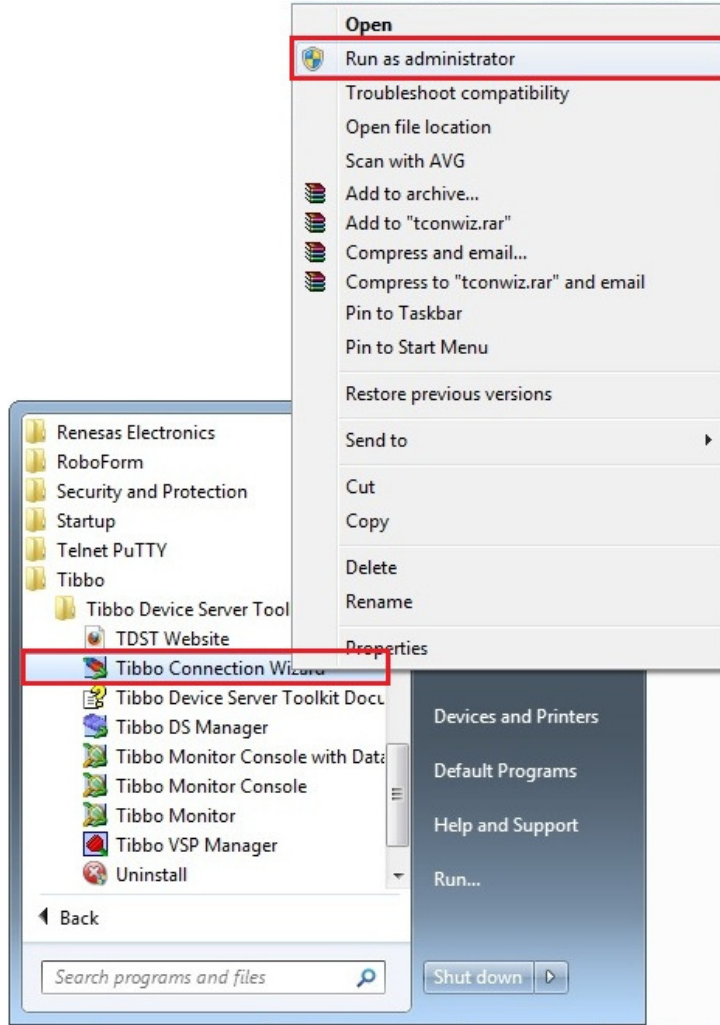 Open
Run as administrator
Troubleshoot compatibility
Open file location
Scan with AVG
Add to archive...
Add to "tconwiz.rar"
Compress and email...
Compress to "tconwiz.rar" and email
Pin to Taskbar
Pin to Start Menu
Restore previous versions
Send to
Cut
Copy
Delete
Rename
Properties
Renesas Electronics
RoboForm
Security and Protection
Startup
Telnet PuTTY
Tibbo
Tibbo Device Server Tool
TDST Website
Tibbo Connection Wizard
Tibbo Device Server Toolkit Docu
Tibbo DS Manager
Tibbo Monitor Console with Data
Tibbo Monitor Console
Tibbo Monitor
Tibbo VSP Manager
Uninstall
Back
Search programs and files
Devices and Printers
Default Programs
Help and Support
Run...
Shut down